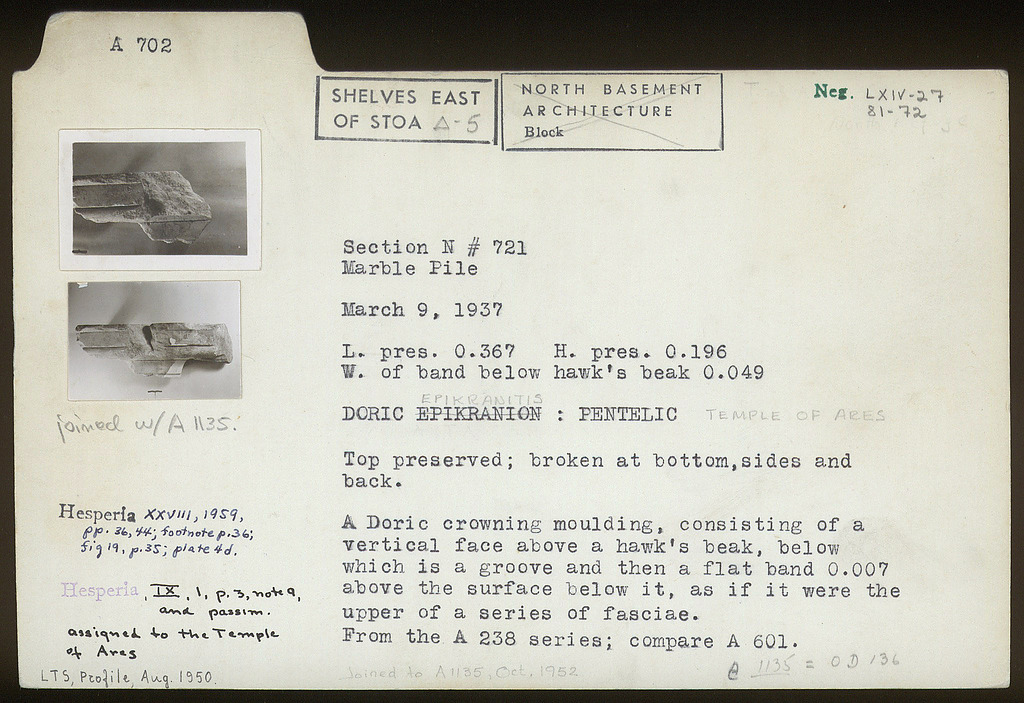 A 702
SHELVES EAST
OF STOA Δ-5
NORTH BASEMENT
ARCHITECTURE
Block
T
Neg. LXIV-27
81-72
Section N # 721
Marble Pile
March 9, 1937
L. pres. 0.367 H. pres. 0.196
W. of band below hawk's beak 0.049
EPIKRANITIS
DORIC EPIKRANION : PENTELIC TEMPLE OF ARES
Top preserved; broken at bottom,sides and
back.
A Doric crowning moulding, consisting of a
vertical face above a hawk's beak, below
which is a groove and then a flat band 0.007
above the surface below it, as if it were the
upper of a series of fasciae.
From the A 238 series; compare A 601.
A 1135 = OD 136
Joined to A 1135, Oct. 1952
joined w/A 1135.
Hesperia XXVIII, 1959,
pp. 36, 44; footnote p. 36;
fig 19, p. 35; plate 4d.
Hesperia, IX, 1, p. 3, note 9,
and passim.
assigned to the Temple
of Ares
LTS, Profile, Aug. 1950.